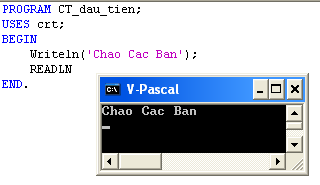 PROGRAM CT_dau_tien;
USES crt;
BEGIN
Writeln('Chao Cac Ban');
READLN
END.
C:\
V-Pascal
Chao Cac Ban